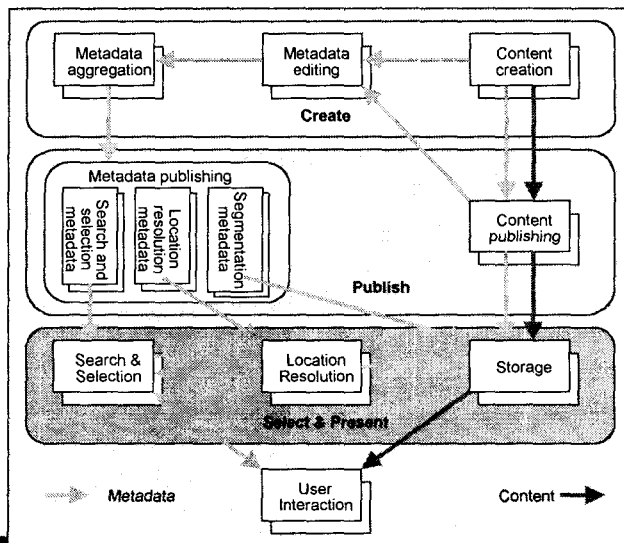 Metadata
aggregation
Metadata
editing
Content
creation
Create
Metadata publishing
Search and
selection
metadata
Location
resolution
metadata
Segmentation
metadata
Content
publishing
Publish
Search &
Selection
Location
Resolution
Storage
Select & Present
User
Interaction
Metadata
Content